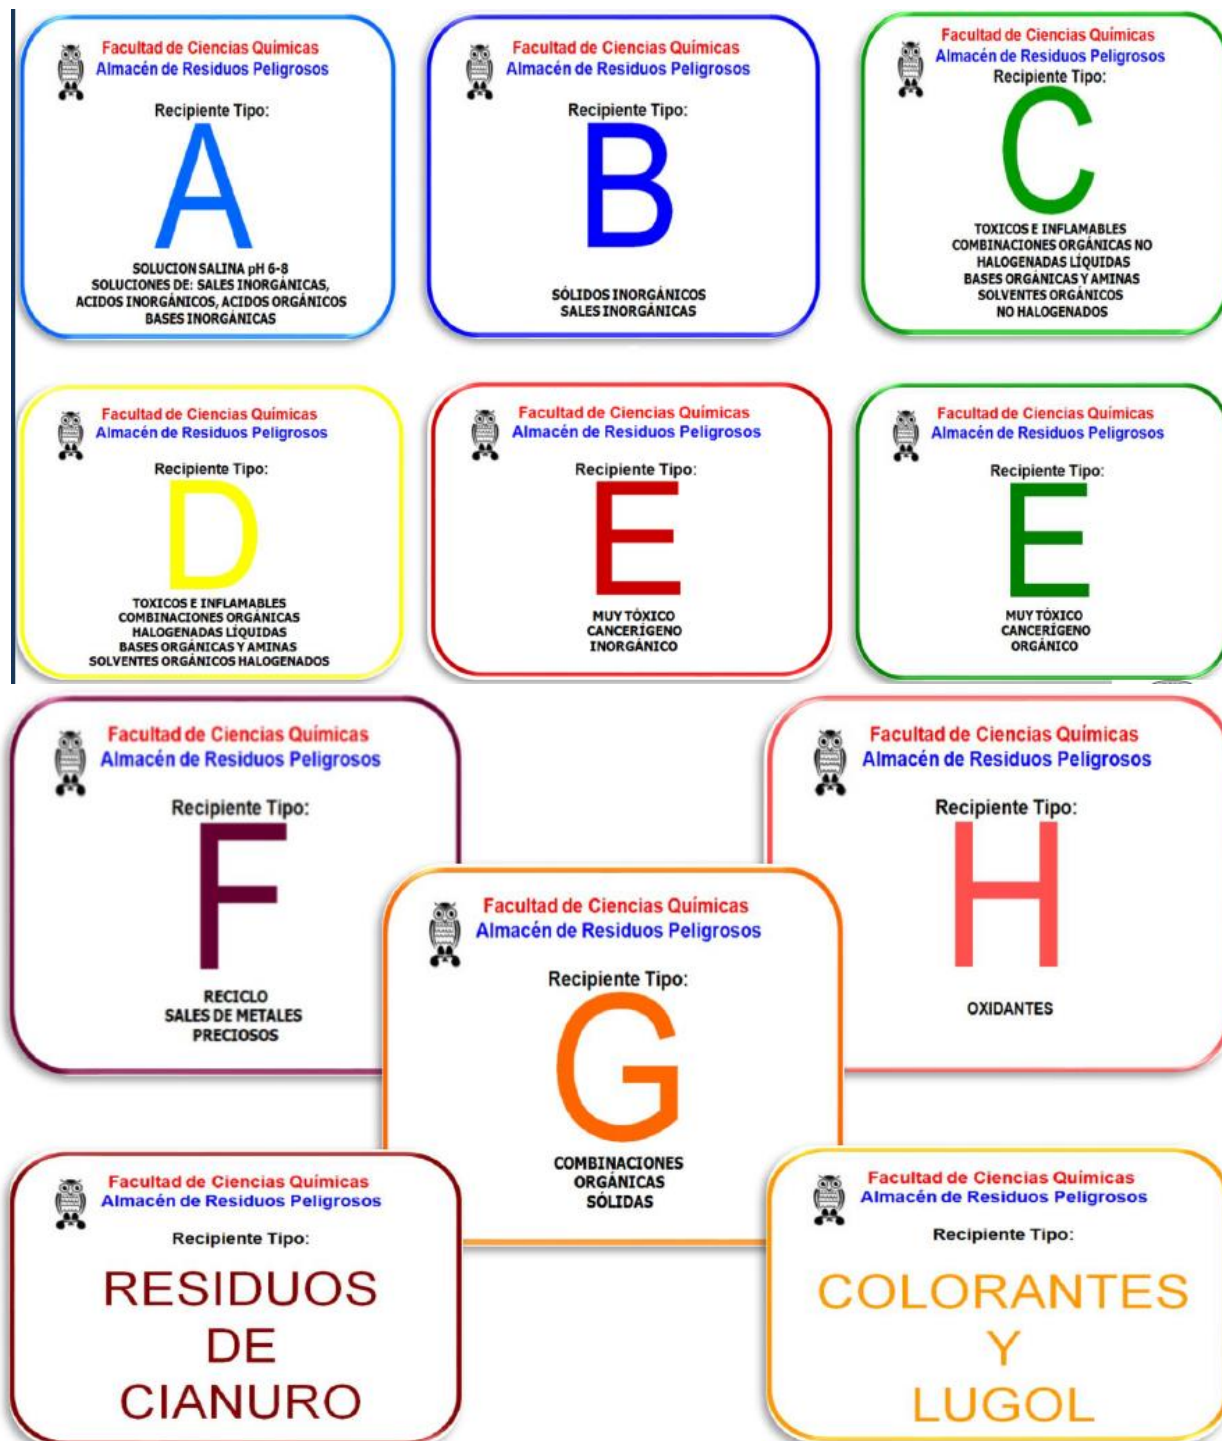 Facultad de Ciencias Químicas
Almacén de Residuos Peligrosos
Recipiente Tipo:
A
SOLUCION SALINA pH 6-8
SOLUCIONES DE: SALES INORGÁNICAS,
ACIDOS INORGÁNICOS, ACIDOS ORGÁNICOS
BASES INORGÁNICAS
Facultad de Ciencias Químicas
Almacén de Residuos Peligrosos
Recipiente Tipo:
B
SÓLIDOS INORGÁNICOS
SALES INORGÁNICAS
Facultad de Ciencias Químicas
Almacén de Residuos Peligrosos
Recipiente Tipo:
C
TOXICOS E INFLAMABLES
COMBINACIONES ORGÁNICAS NO
HALOGENADAS LÍQUIDAS
BASES ORGÁNICAS Y AMINAS
SOLVENTES ORGÁNICOS
NO HALOGENADOS
Facultad de Ciencias Químicas
Almacén de Residuos Peligrosos
Recipiente Tipo:
D
TOXICOS E INFLAMABLES
COMBINACIONES ORGÁNICAS
HALOGENADAS LÍQUIDAS
BASES ORGÁNICAS Y AMINAS
SOLVENTES ORGÁNICOS HALOGENADOS
Facultad de Ciencias Químicas
Almacén de Residuos Peligrosos
Recipiente Tipo:
E
MUY TÓXICO
CANCERÍGENO
INORGÁNICO
Facultad de Ciencias Químicas
Almacén de Residuos Peligrosos
Recipiente Tipo:
E
MUY TÓXICO
CANCERÍGENO
ORGÁNICO
Facultad de Ciencias Químicas
Almacén de Residuos Peligrosos
Recipiente Tipo:
F
RECICLO
SALES DE METALES
PRECIOSOS
Facultad de Ciencias Químicas
Almacén de Residuos Peligrosos
Recipiente Tipo:
H
OXIDANTES
Facultad de Ciencias Químicas
Almacén de Residuos Peligrosos
Recipiente Tipo:
G
COMBINACIONES
ORGÁNICAS
SÓLIDAS
Facultad de Ciencias Químicas
Almacén de Residuos Peligrosos
Recipiente Tipo:
RESIDUOS
DE
CIANURO
Facultad de Ciencias Químicas
Almacén de Residuos Peligrosos
Recipiente Tipo:
COLORANTES
Y
LUGOL